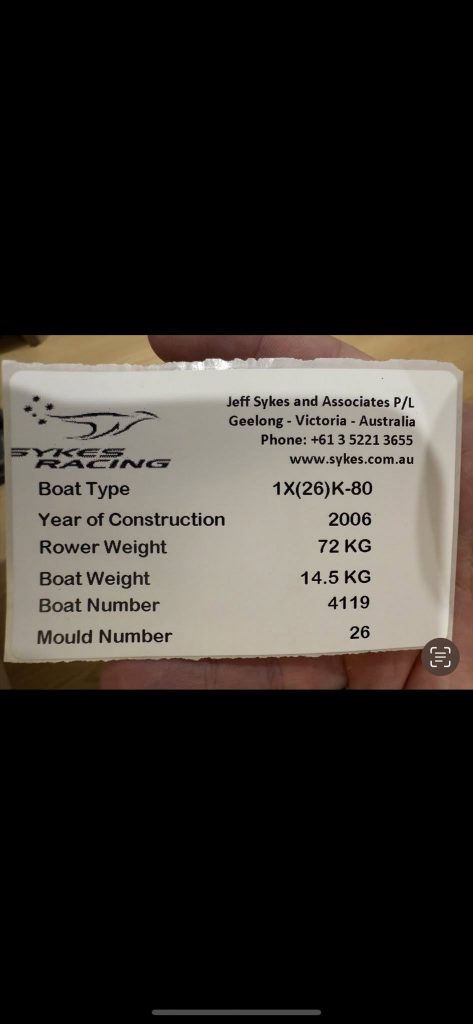 SYKES
RACING
Jeff Sykes and Associates P/L
Geelong - Victoria - Australia
Phone: +61 3 5221 3655
www.sykes.com.au
Boat Type 1X(26)K-80
Year of Construction 2006
Rower Weight 72 KG
Boat Weight 14.5 KG
Boat Number 4119
Mould Number 26